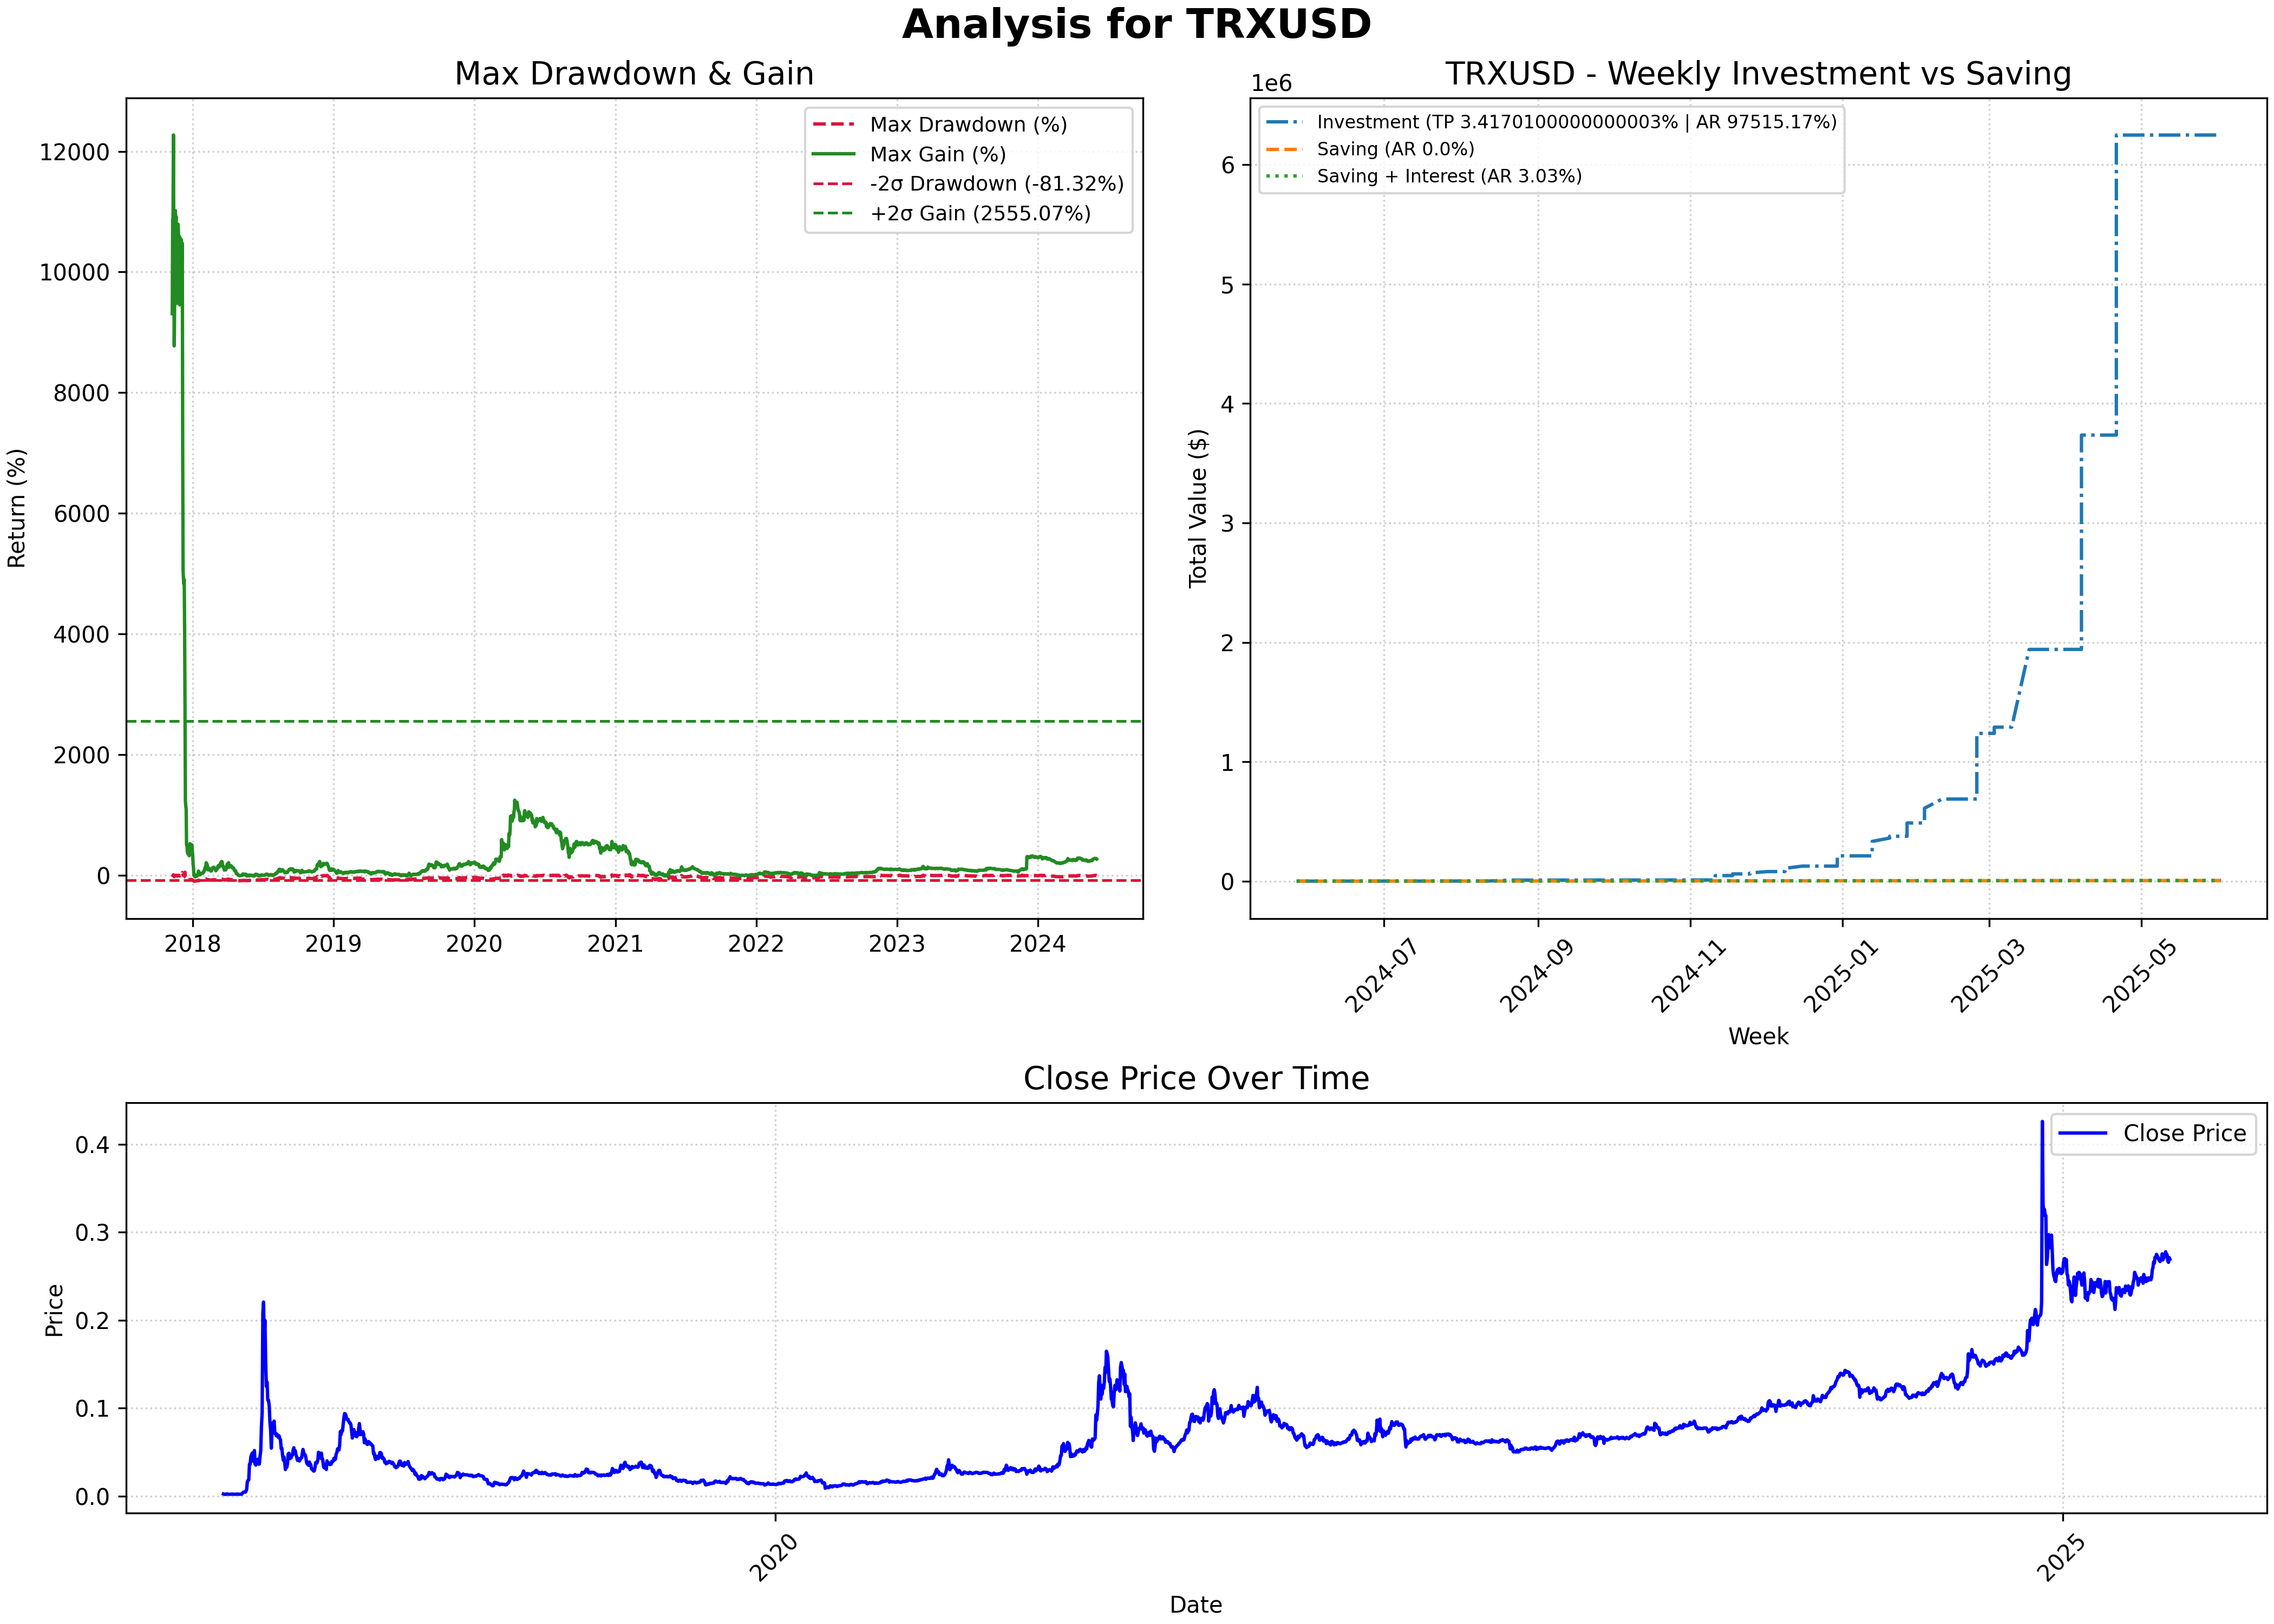 Analysis for TRXUSD
Max Drawdown & Gain
Return (%)
12000
10000
8000
6000
4000
2000
0
Max Drawdown (%)
Max Gain (%)
-2σ Drawdown (-81.32%)
+2σ Gain (2555.07%)
2018 2019 2020 2021 2022 2023 2024
TRXUSD - Weekly Investment vs Saving
1e6
Total Value ($)
6
5
4
3
2
1
0
Investment (TP 3.4170100000000003% | AR 97515.17%)
Saving (AR 0.0%)
Saving + Interest (AR 3.03%)
2024-07 2024-09 2024-11 2025-01 2025-03 2025-05
Week
Close Price Over Time
Price
0.4
0.3
0.2
0.1
0.0
Close Price
2020 2025
Date